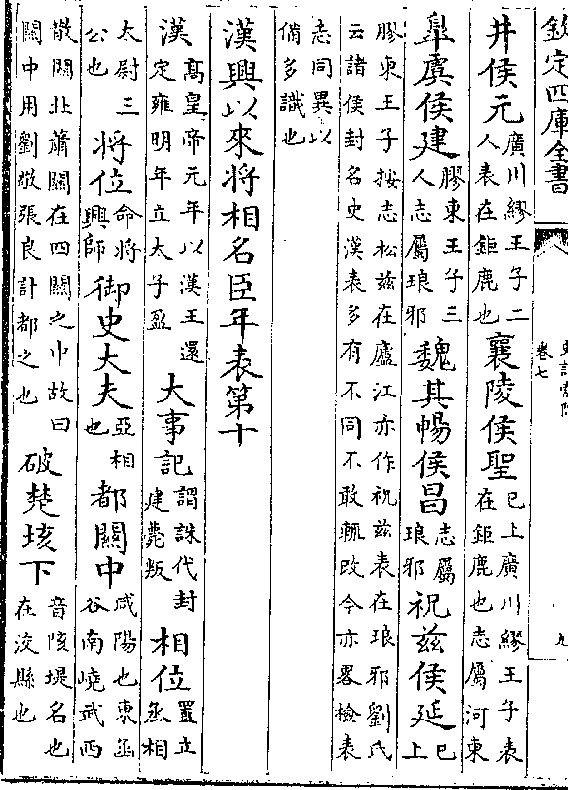 欽定四庫全書
史記索隱
卷七
九
井侯元廣川繆王子二人表在鉅鹿也襄陵侯聖已上廣川繆王子表在鉅鹿也志屬河東
臯虞侯建膠東王子三人志屬琅邪魏其暢侯昌志屬琅邪祝兹侯延已上
膠東王子按志松兹在廬江亦作祝兹表在琅邪劉氏云諸侯封名史漢表多有不同不敢輒改今亦畧檢表
志同異以備多識也
漢興以來將相名臣年表第十
漢高皇帝元年以漢王還定雍明年立太子盈大事記謂誅伐封建薨叛相位置立丞相
太尉三公也將位命將興師御史大夫亞相也都關中咸陽也東函谷南嶢武西
散關北蕭關在四關之中故曰關中用劉敬張良計都之也破楚垓下音陔堤名也在洨縣也